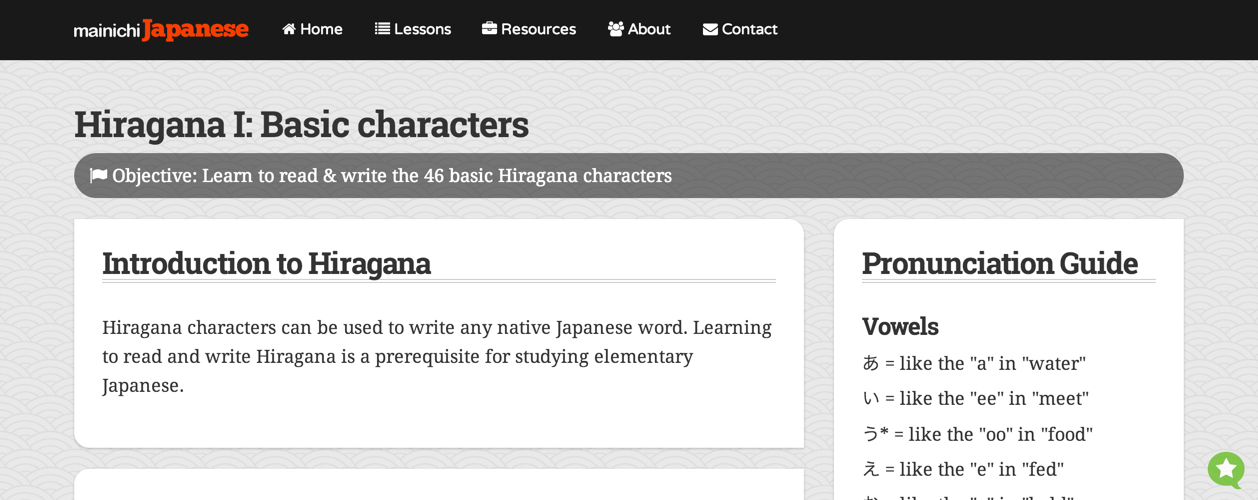 mainichi Japanese
Home
Lessons
Resources
About
Contact
Hiragana I: Basic characters
Objective: Learn to read & write the 46 basic Hiragana characters
Introduction to Hiragana
Hiragana characters can be used to write any native Japanese word. Learning
to read and write Hiragana is a prerequisite for studying elementary
Japanese.
Pronunciation Guide
Vowels
あ = like the "a" in "water"
い = like the "ee" in "meet"
う* = like the "oo" in "food"
え = like the "e" in "fed"